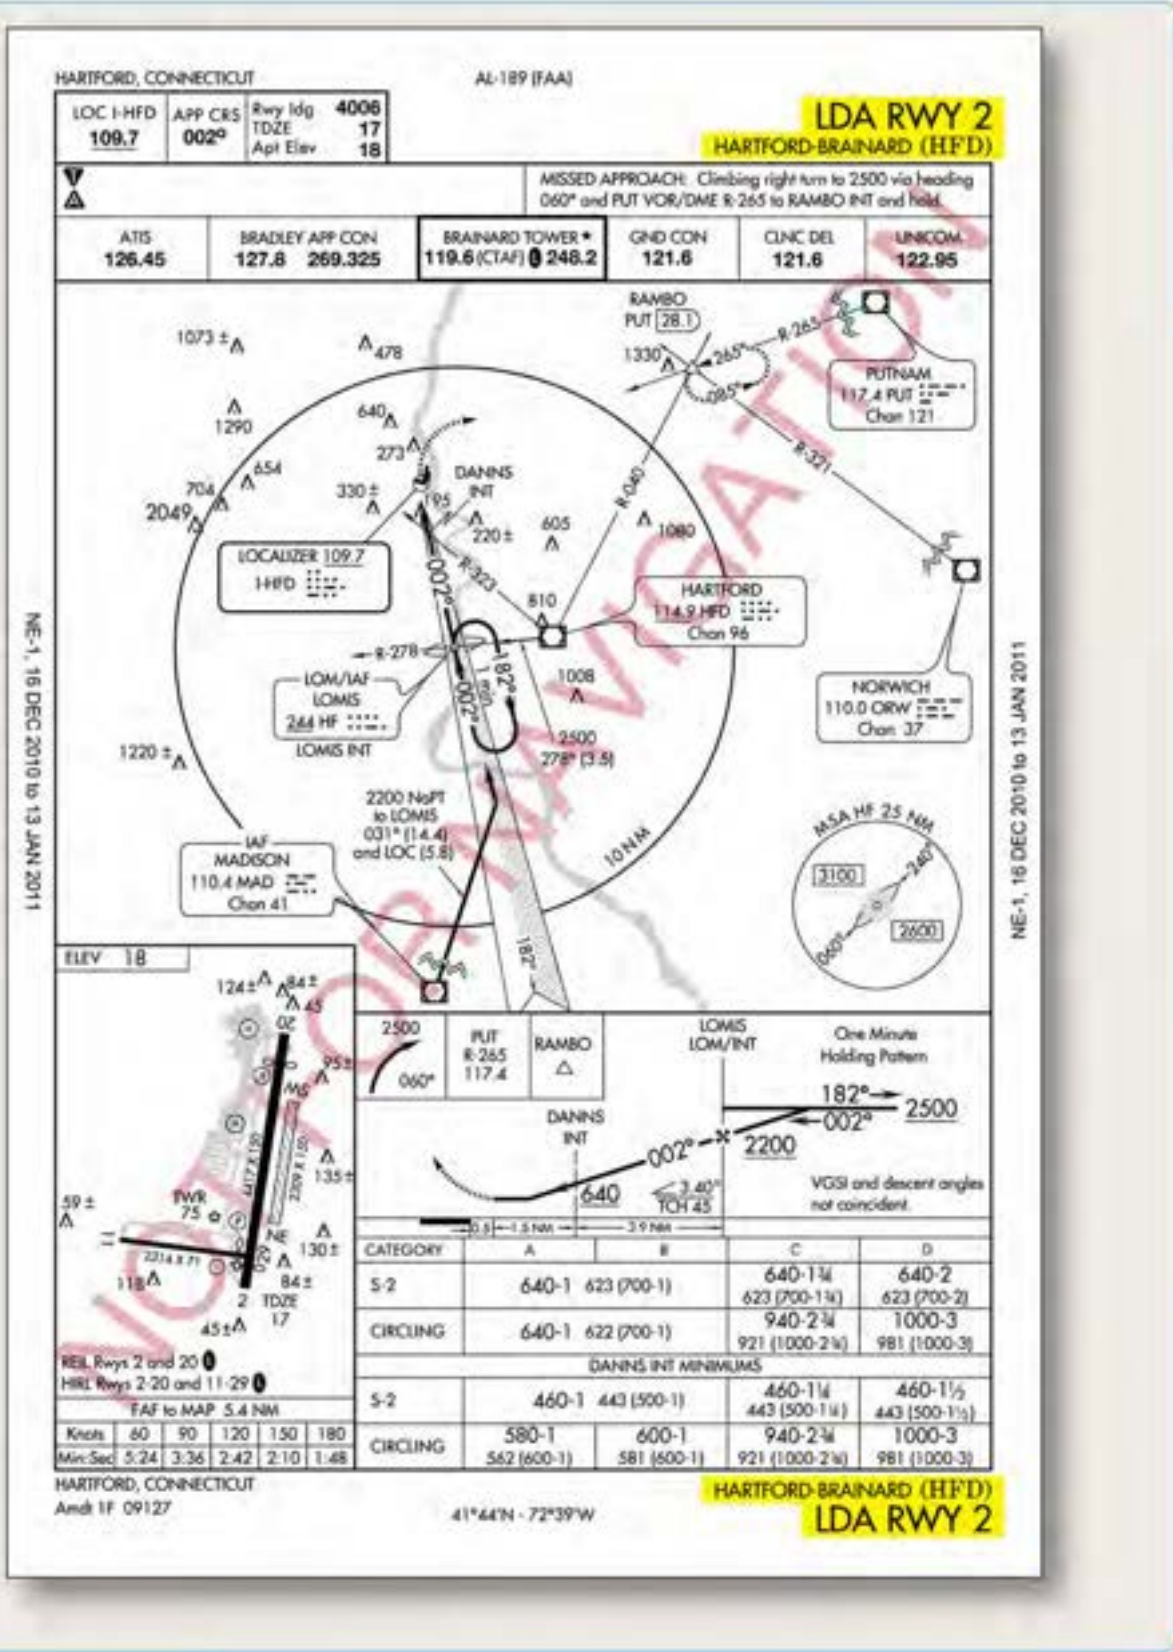 HARTFORD, CONNECTICUT
AL-189 (FAA)
LOC I-HFD
109.7
APP CRS
002°
Rwy ldg 4006
TDZE 17
Apt Elev 18
LDA RWY 2
HARTFORD-BRAINARD (HFD)
T
A
MISSED APPROACH: Climbing right turn to 2500 via heading
060° and PUT VOR/DME R-265 to RAMBO INT and hold.
ATIS
126.45
BRADLEY APP CON
127.8 269.325
BRAINARD TOWER *
119.6 (CTAF) L 248.2
GND CON
121.6
CLNC DEL
121.6
UNICOM
122.95
NOT FOR NAVIGATION
RAMBO
PUT 28.1
1330
265°
085°
R-265
PUTNAM
117.4 PUT
Chan 121
R-321
R-040
1073 ±
478
1290
640
273
654
704
2049
330 ±
195
DANNS
INT
220 ±
605
1080
LOCALIZER 109.7
I-HFD
R-323
002°
810
HARTFORD
114.9 HFD
Chan 96
R-278
LOM/IAF
LOMIS
244 HF
LOMIS INT
1 min
182°
002°
1008
2500
278° (3.5)
NORWICH
110.0 ORW
Chan 37
1220 ±
2200 NoPT
to LOMIS
031° (14.4)
and LOC (5.8)
10 NM
IAF
MADISON
110.4 MAD
Chan 41
182°
MSA HF 25 NM
3100
240°
2600
060°
NE-1, 16 DEC 2010 to 13 JAN 2011
NE-1, 16 DEC 2010 to 13 JAN 2011
ELEV 18
124 ±
84 ±
45
20
95 ±
SW
4417 X 150
2309 X 150
135 ±
59 ±
TWR
75
11
2314 X 71
NE
29
130 ±
118
84 ±
2
TDZE
17
45 ±
REIL Rwys 2 and 20 L
HIRL Rwys 2-20 and 11-29 L
FAF to MAP 5.4 NM
Knots 60 90 120 150 180
Min:Sec 5:24 3:36 2:42 2:10 1:48
2500
060°
PUT
R-265
117.4
RAMBO
LOMIS
LOM/INT
One Minute
Holding Pattern
182°
002°
2500
DANNS
INT
002°
2200
640
3.40°
TCH 45
VGSI and descent angles
not coincident.
0.5 1.5 NM 3.9 NM
CATEGORY A B C D
S-2 640-1 623 (700-1) 640-1¾ 623 (700-1¾) 640-2 623 (700-2)
CIRCLING 640-1 622 (700-1) 940-2¾ 921 (1000-2¾) 1000-3 981 (1000-3)
DANNS INT MINIMUMS
S-2 460-1 443 (500-1) 460-1¼ 443 (500-1¼) 460-1½ 443 (500-1½)
CIRCLING 580-1 562 (600-1) 600-1 581 (600-1) 940-2¾ 921 (1000-2¾) 1000-3 981 (1000-3)
HARTFORD, CONNECTICUT
Amdt 1F 09127
41°44'N - 72°39'W
HARTFORD-BRAINARD (HFD)
LDA RWY 2